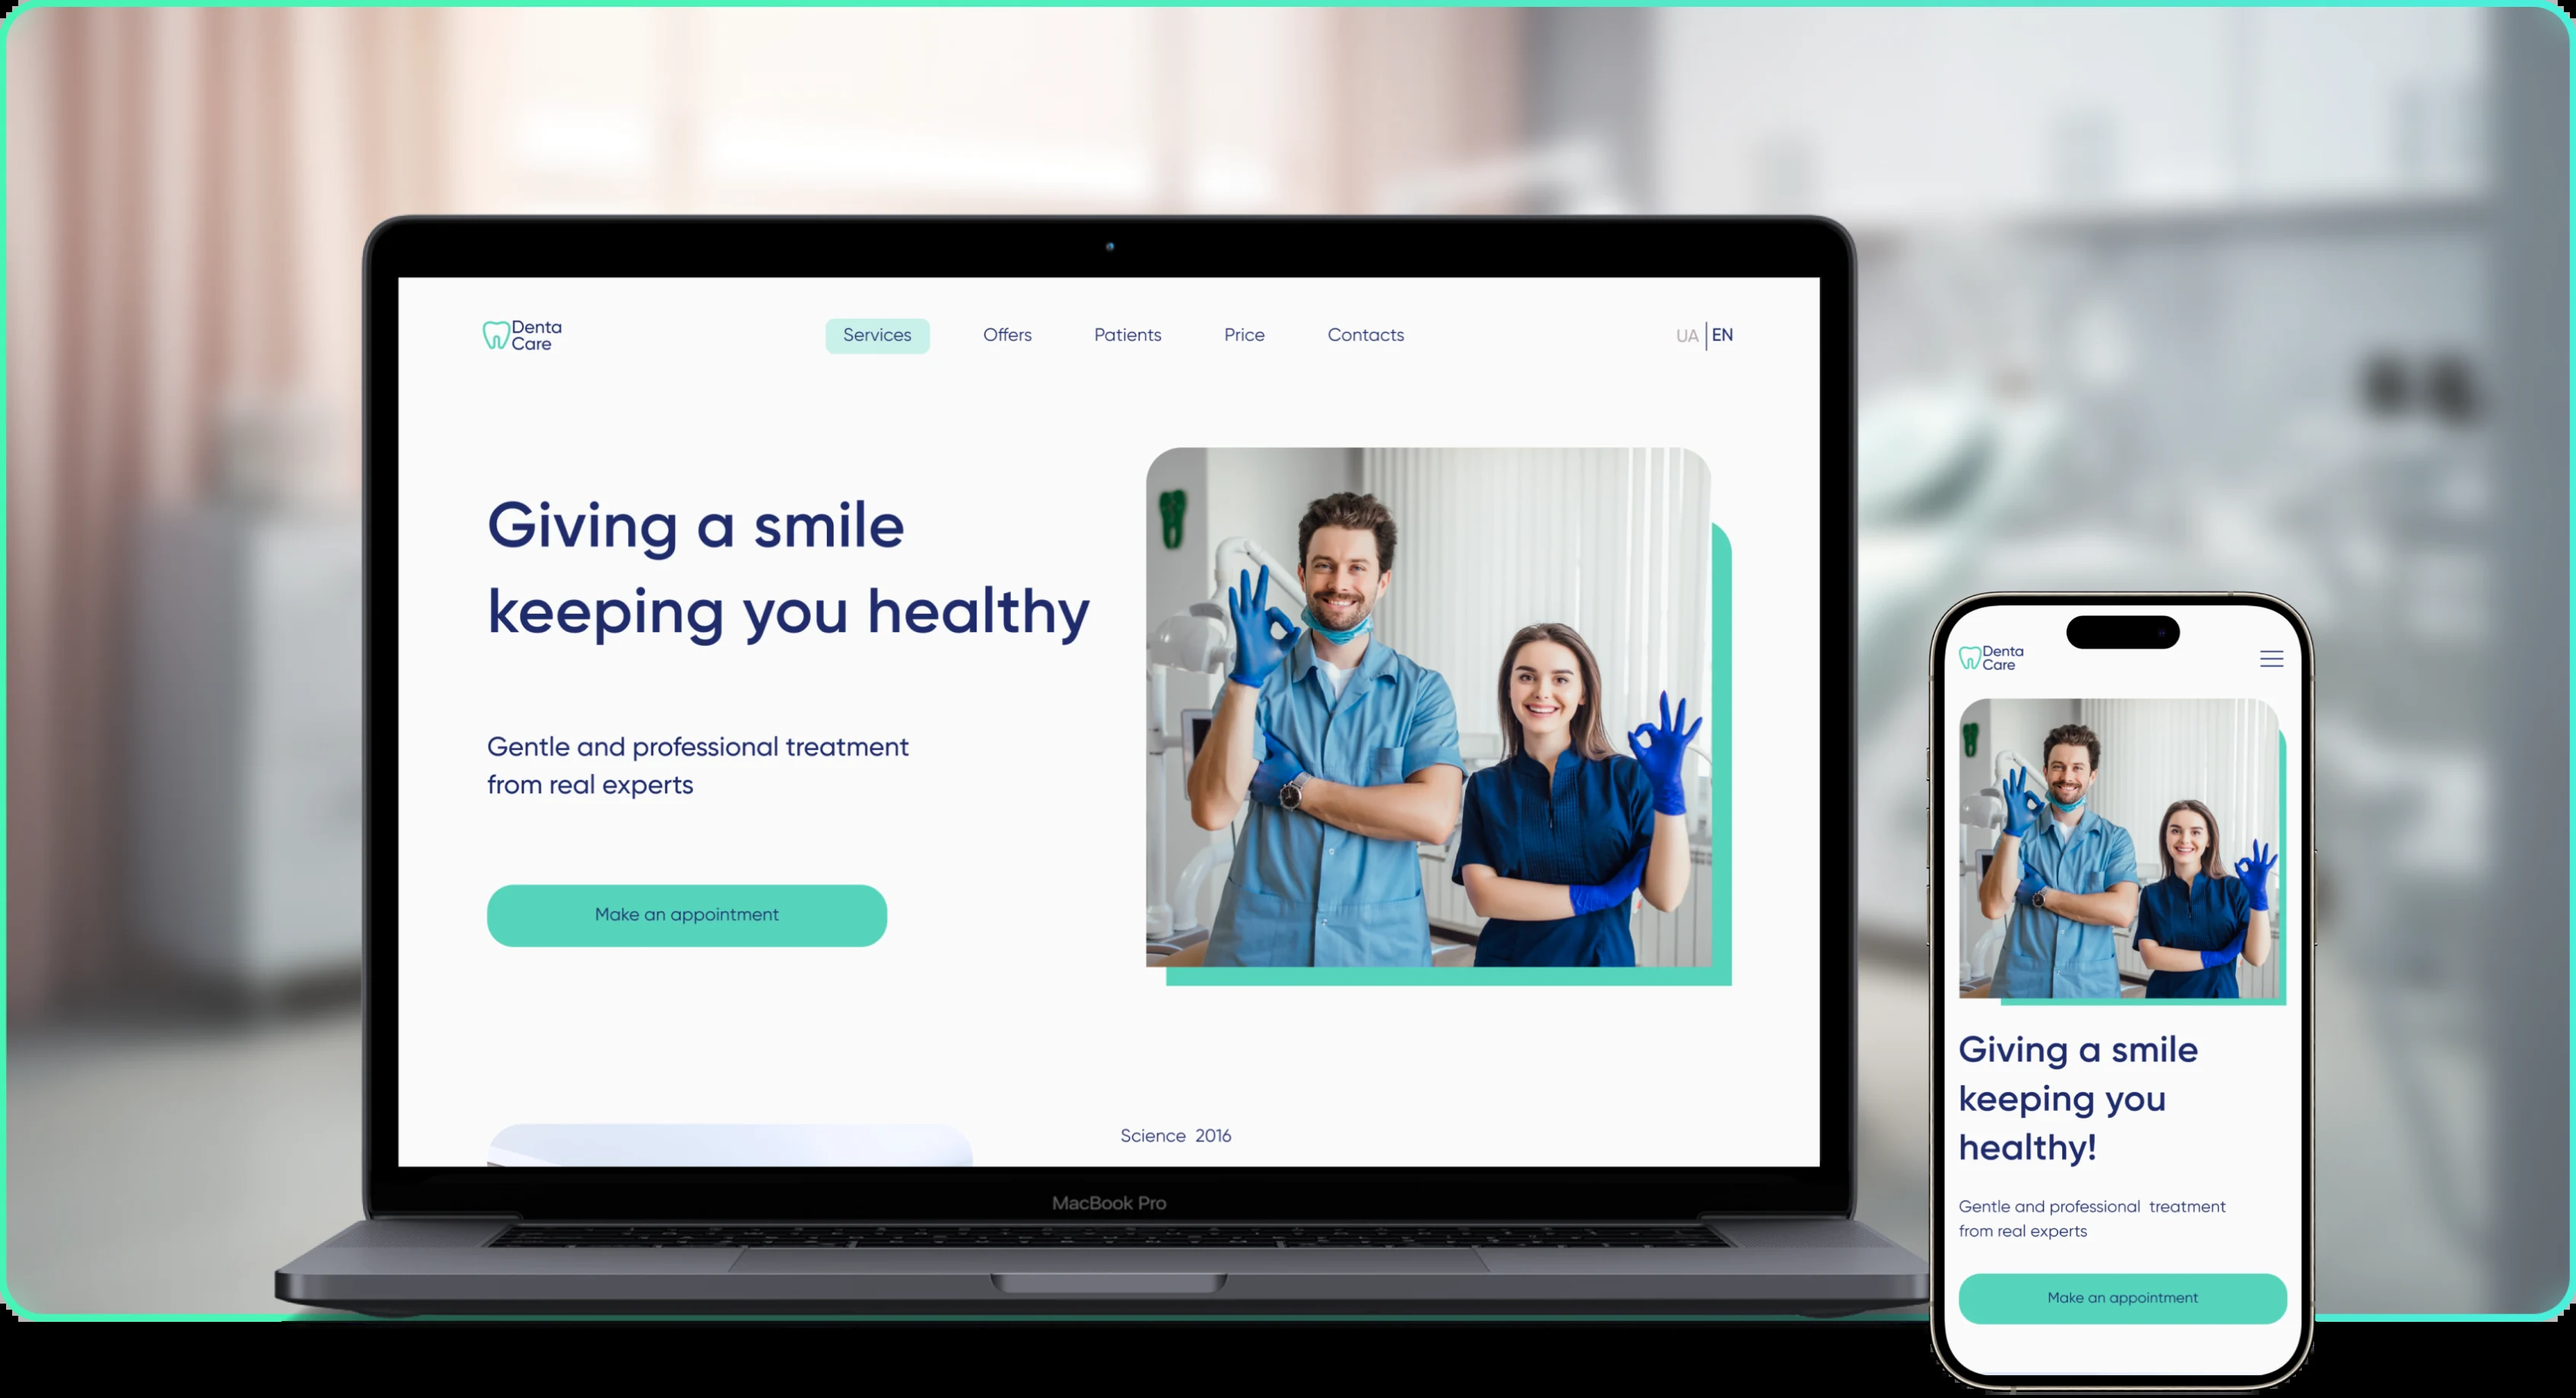 Denta
Care
Services
Offers
Patients
Price
Contacts
UA | EN
Giving a smile
keeping you healthy
Gentle and professional treatment
from real experts
Make an appointment
Science 2016
MacBook Pro
Denta
Care
Giving a smile
keeping you
healthy!
Gentle and professional treatment
from real experts
Make an appointment